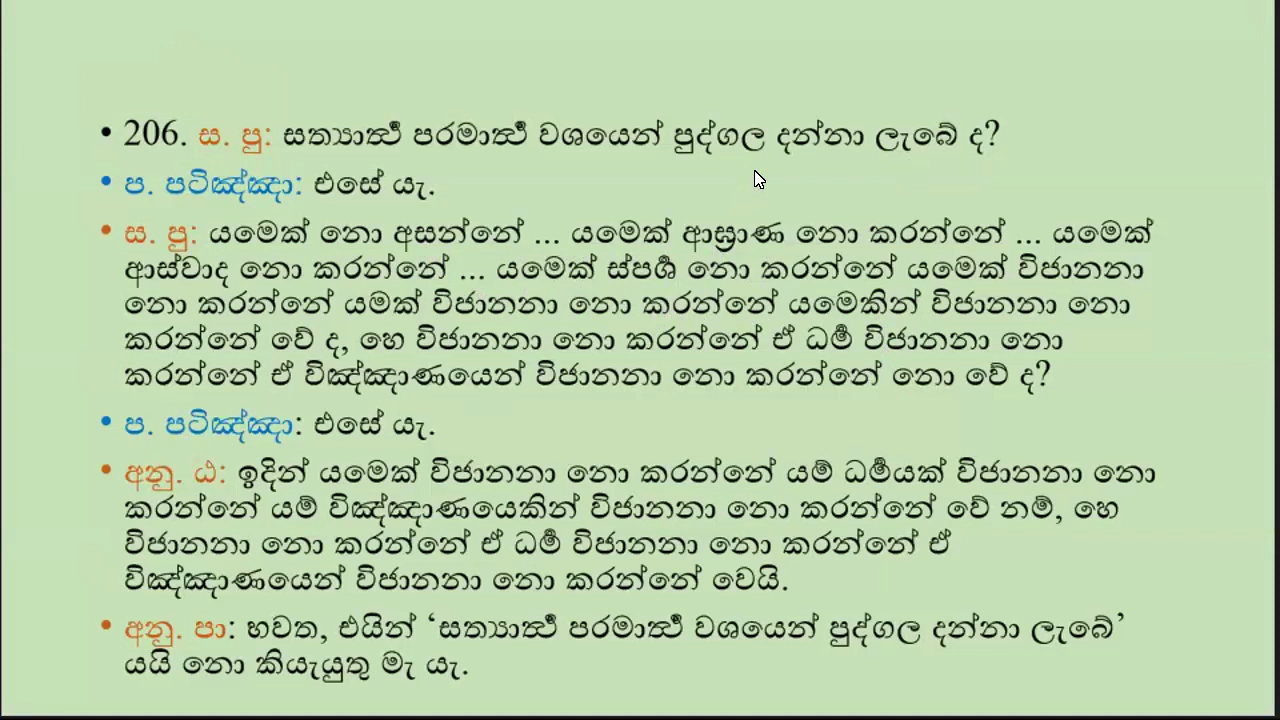 • 206. ස. පු: සත්‍යාර්‍ථ පරමාර්‍ථ වශයෙන් පුද්ගල දන්නා ලැබේ ද?
• ප. පටිඤ්ඤා: එසේ යැ.
• ස. පු: යමෙක් නො අසන්නේ ... යමෙක් ආඝ්‍රාණ නො කරන්නේ ... යමෙක්
ආස්වාද නො කරන්නේ ... යමෙක් ස්පර්‍ශ නො කරන්නේ යමෙක් විජානනා
නො කරන්නේ යමක් විජානනා නො කරන්නේ යමෙකින් විජානනා නො
කරන්නේ වේ ද, හෙ විජානනා නො කරන්නේ ඒ ධර්‍ම විජානනා නො
කරන්නේ ඒ විඤ්ඤාණයෙන් විජානනා නො කරන්නේ නො වේ ද?
• ප. පටිඤ්ඤා: එසේ යැ.
• අනු. ඨ: ඉදින් යමෙක් විජානනා නො කරන්නේ යම් ධර්‍මයක් විජානනා නො
කරන්නේ යම් විඤ්ඤාණයෙකින් විජානනා නො කරන්නේ වේ නම්, හෙ
විජානනා නො කරන්නේ ඒ ධර්‍ම විජානනා නො කරන්නේ ඒ
විඤ්ඤාණයෙන් විජානනා නො කරන්නේ වෙයි.
• අනු. පා: භවත, එයින් ‘සත්‍යාර්‍ථ පරමාර්‍ථ වශයෙන් පුද්ගල දන්නා ලැබේ’
යයි නො කියැයුතු මැ යැ.